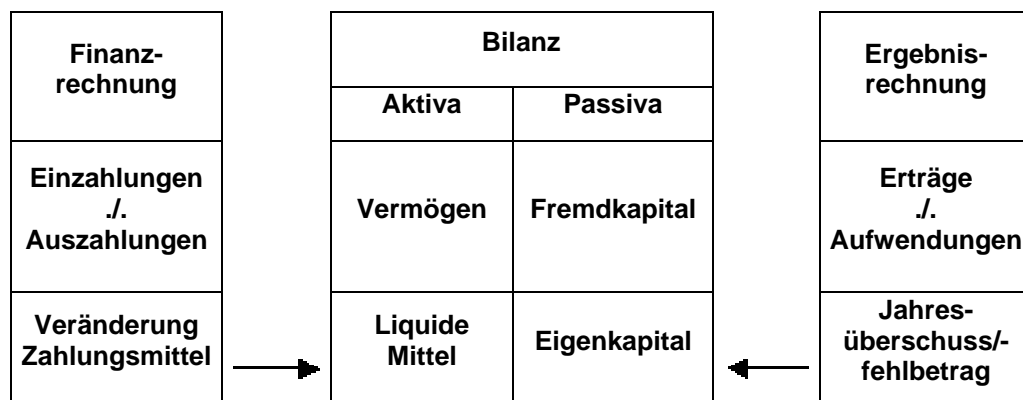 Finanz-
rechnung
Einzahlungen
./.
Auszahlungen
Veränderung
Zahlungsmittel
Bilanz
Aktiva
Passiva
Vermögen
Fremdkapital
Liquide
Mittel
Eigenkapital
Ergebnis-
rechnung
Erträge
./.
Aufwendungen
Jahres-
überschuss/-
fehlbetrag